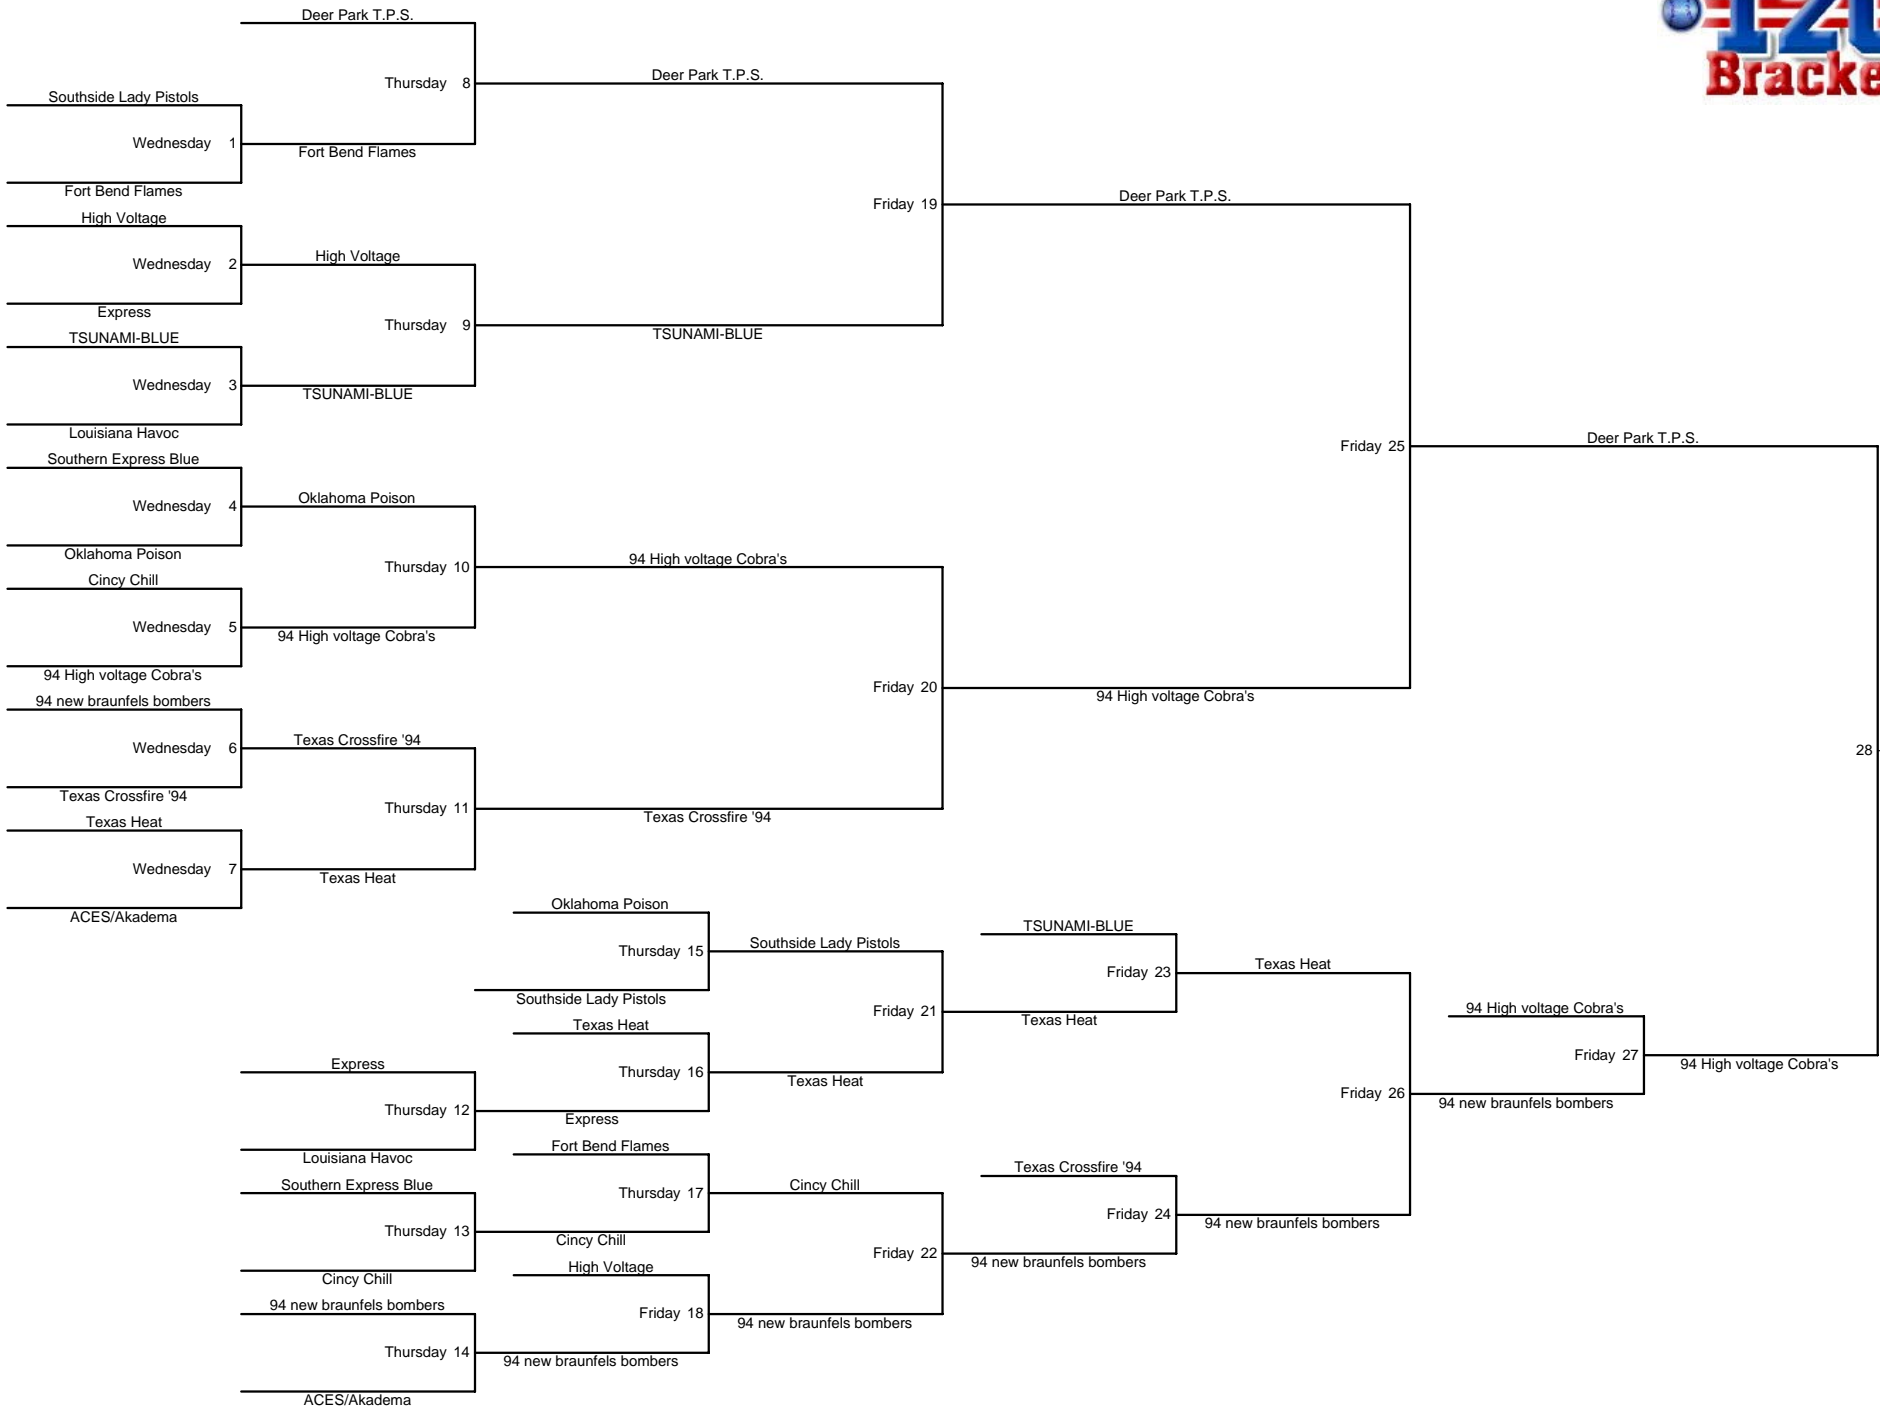 Deer Park T.P.S.
Thursday 8
Deer Park T.P.S.
Southside Lady Pistols
Wednesday 1
Fort Bend Flames
Fort Bend Flames
High Voltage
Friday 19
Deer Park T.P.S.
Wednesday 2
High Voltage
Express
Thursday 9
TSUNAMI-BLUE
TSUNAMI-BLUE
Wednesday 3
TSUNAMI-BLUE
Louisiana Havoc
Friday 25
Deer Park T.P.S.
Southern Express Blue
Wednesday 4
Oklahoma Poison
Oklahoma Poison
Thursday 10
94 High voltage Cobra's
Cincy Chill
Wednesday 5
94 High voltage Cobra's
94 High voltage Cobra's
Friday 20
94 High voltage Cobra's
94 new braunfels bombers
Wednesday 6
Texas Crossfire '94
28
Texas Crossfire '94
Thursday 11
Texas Crossfire '94
Texas Heat
Wednesday 7
Texas Heat
ACES/Akadema
Oklahoma Poison
Thursday 15
Southside Lady Pistols
Southside Lady Pistols
TSUNAMI-BLUE
Friday 23
Texas Heat
Friday 21
Texas Heat
94 High voltage Cobra's
Friday 27
94 High voltage Cobra's
Texas Heat
Thursday 16
Texas Heat
Express
Thursday 12
Express
Louisiana Havoc
Friday 26
94 new braunfels bombers
Fort Bend Flames
Thursday 17
Cincy Chill
Southern Express Blue
Thursday 13
Cincy Chill
Cincy Chill
Texas Crossfire '94
Friday 24
94 new braunfels bombers
Friday 22
94 new braunfels bombers
High Voltage
Friday 18
94 new braunfels bombers
94 new braunfels bombers
Thursday 14
94 new braunfels bombers
ACES/Akadema